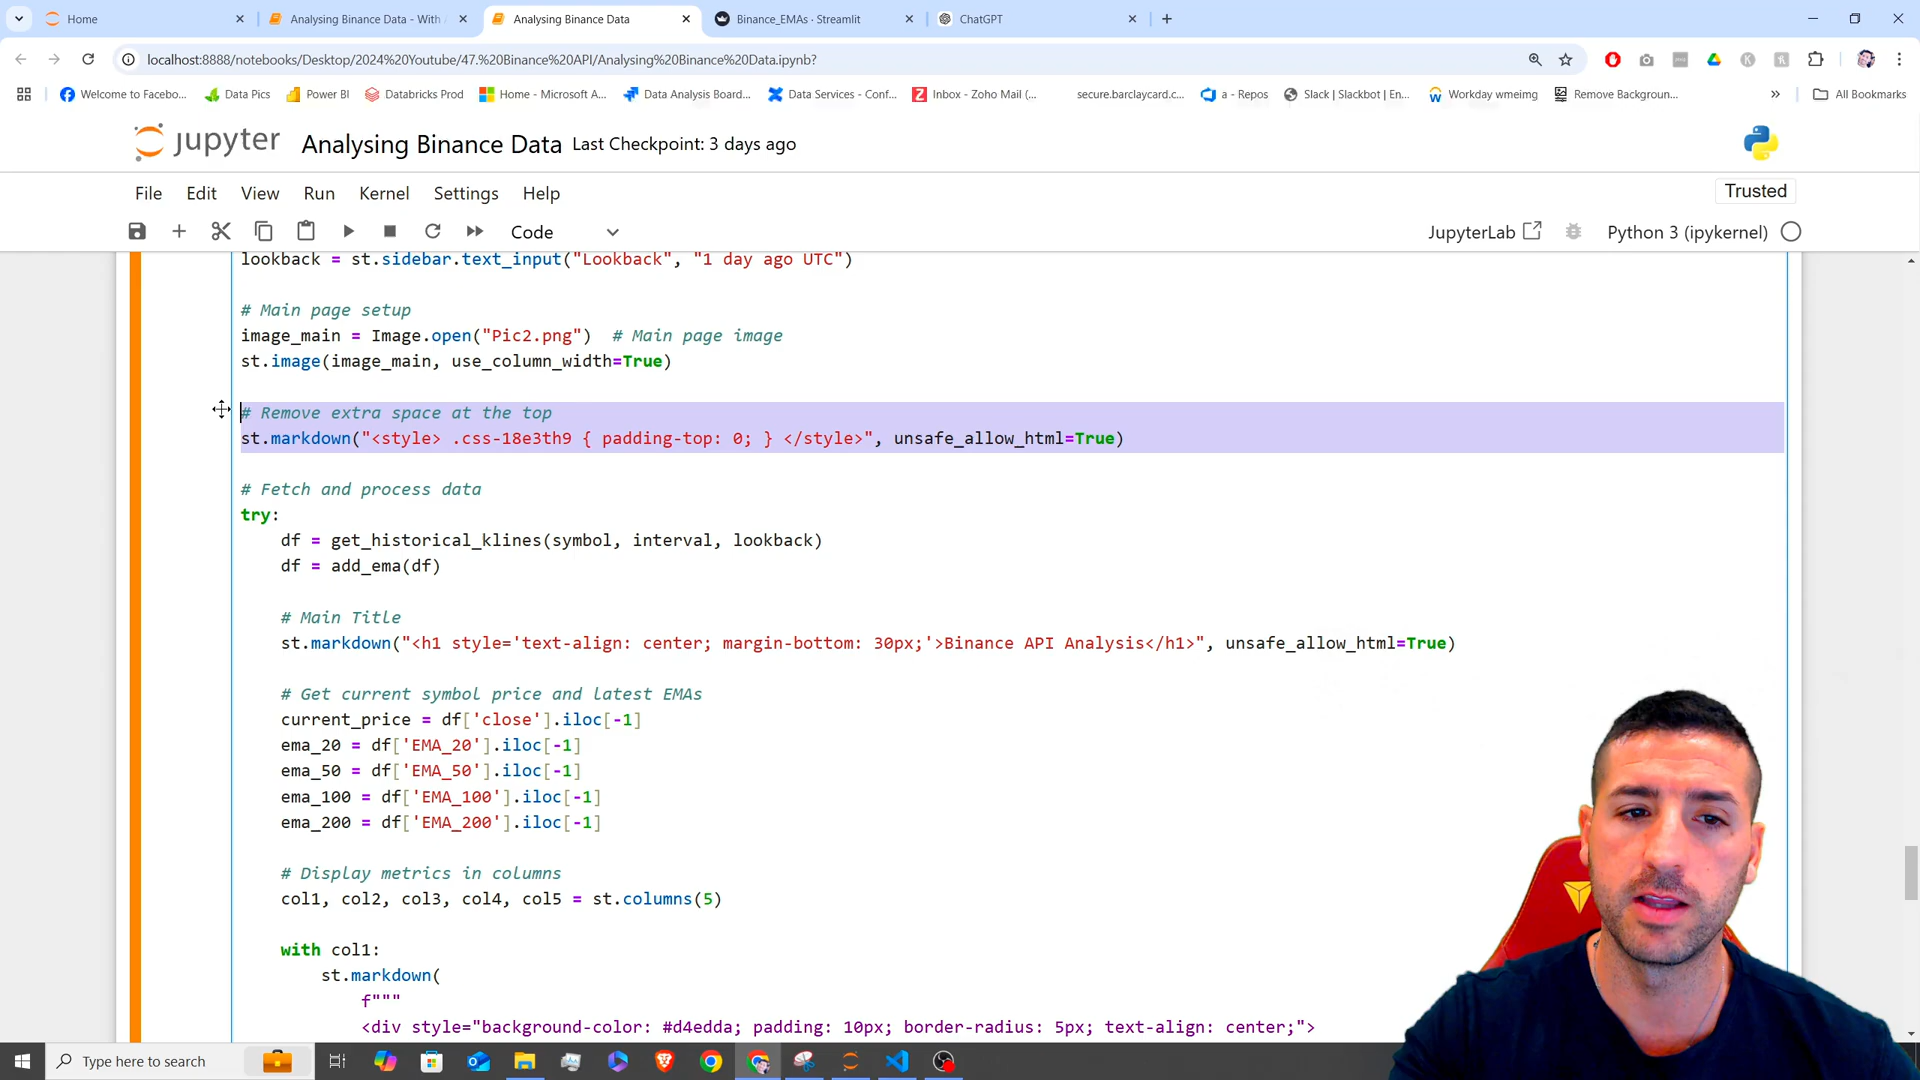 Home
Analysing Binance Data - With
Analysing Binance Data
Binance_EMAs · Streamlit
ChatGPT
localhost:8888/notebooks/Desktop/2024%20Youtube/47.%20Binance%20API/Analysing%20Binance%20Data.ipynb?
Welcome to Facebo...
Data Pics
Power BI
Databricks Prod
Home - Microsoft A...
Data Analysis Board...
Data Services - Conf...
Inbox - Zoho Mail (...
secure.barclaycard.c...
a - Repos
Slack | Slackbot | En...
Workday wmeimg
Remove Backgroun...
»
All Bookmarks
jupyter
Analysing Binance Data
Last Checkpoint: 3 days ago
File
Edit
View
Run
Kernel
Settings
Help
Trusted
Code
JupyterLab
Python 3 (ipykernel)
lookback = st.sidebar.text_input("Lookback", "1 day ago UTC")
# Main page setup
image_main = Image.open("Pic2.png")  # Main page image
st.image(image_main, use_column_width=True)
# Remove extra space at the top
st.markdown("<style> .css-18e3th9 { padding-top: 0; } </style>", unsafe_allow_html=True)
# Fetch and process data
try:
    df = get_historical_klines(symbol, interval, lookback)
    df = add_ema(df)
    # Main Title
    st.markdown("<h1 style='text-align: center; margin-bottom: 30px;'>Binance API Analysis</h1>", unsafe_allow_html=True)
    # Get current symbol price and latest EMAs
    current_price = df['close'].iloc[-1]
    ema_20 = df['EMA_20'].iloc[-1]
    ema_50 = df['EMA_50'].iloc[-1]
    ema_100 = df['EMA_100'].iloc[-1]
    ema_200 = df['EMA_200'].iloc[-1]
    # Display metrics in columns
    col1, col2, col3, col4, col5 = st.columns(5)
    with col1:
        st.markdown(
            f"""
            <div style="background-color: #d4edda; padding: 10px; border-radius: 5px; text-align: center;">
Type here to search